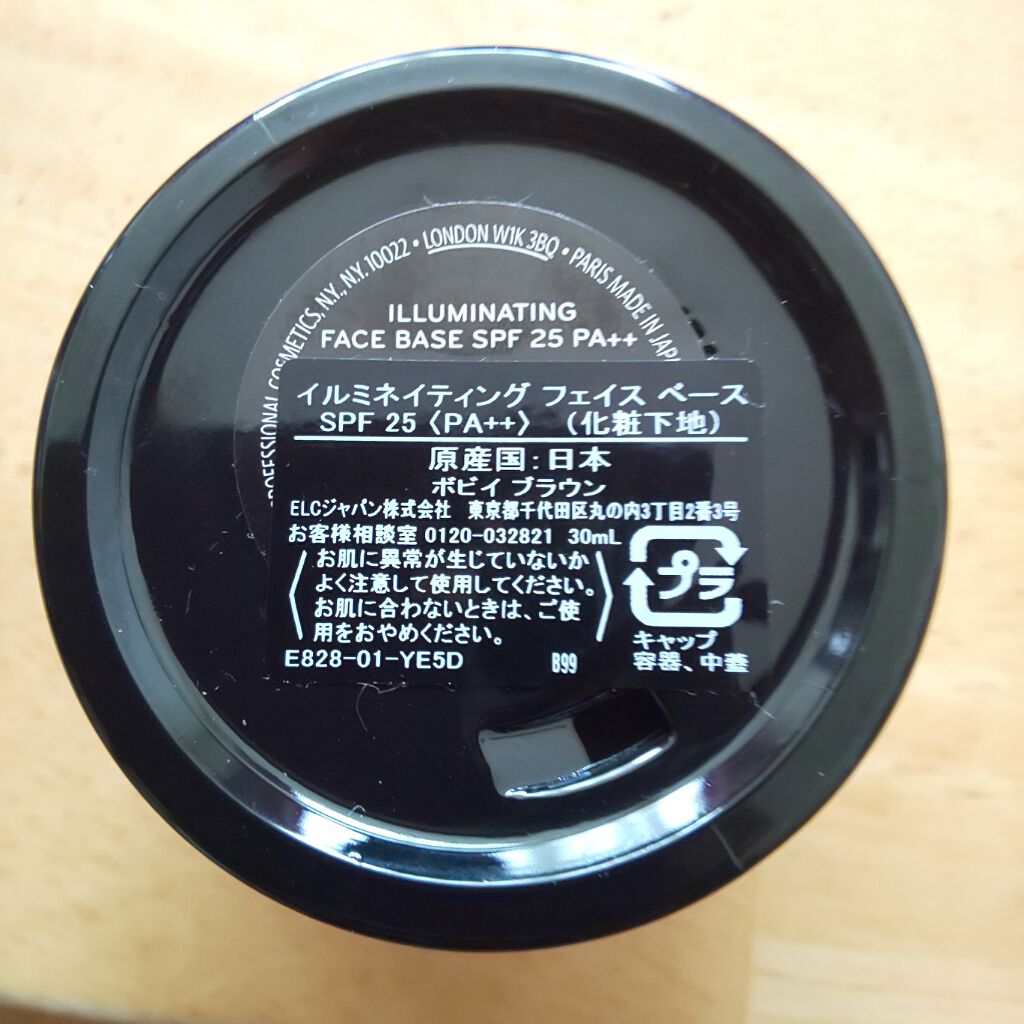 PROFESSIONAL COSMETICS, N.Y., N.Y. 10022 • LONDON W1K 3BQ • PARIS MADE IN
ILLUMINATING
FACE BASE SPF 25 PA++
イルミネイティング フェイス ベース
SPF 25〈PA++〉 (化粧下地)
原産国:日本
ボビイ ブラウン
ELCジャパン株式会社 東京都千代田区丸の内3丁目2番3号
お客様相談室 0120-032821 30mL
お肌に異常が生じていないか
よく注意して使用してください。
お肌に合わないときは、ご使
用をおやめください。
プラ
キャップ
容器、中蓋
E828-01-YE5D B99